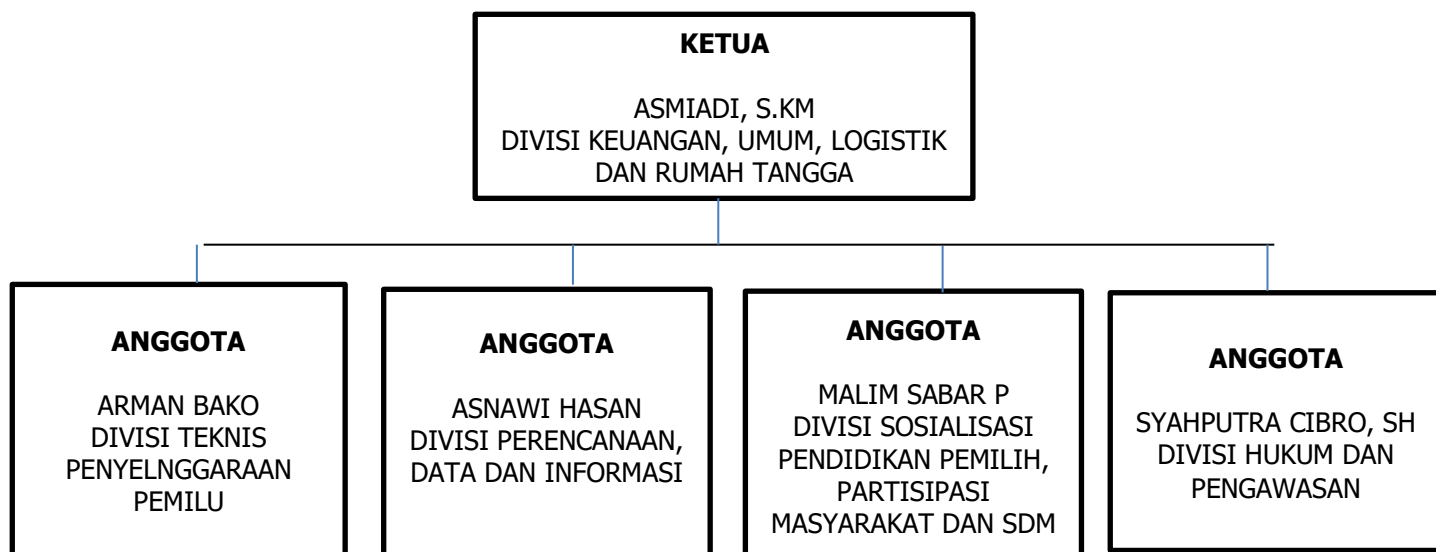 KETUA
ASMIADI, S.KM
DIVISI KEUANGAN, UMUM, LOGISTIK
DAN RUMAH TANGGA
ANGGOTA
ARMAN BAKO
DIVISI TEKNIS
PENYELNGGARAAN
PEMILU
ANGGOTA
ASNAWI HASAN
DIVISI PERENCANAAN,
DATA DAN INFORMASI
ANGGOTA
MALIM SABAR P
DIVISI SOSIALISASI
PENDIDIKAN PEMILIH,
PARTISIPASI
MASYARAKAT DAN SDM
ANGGOTA
SYAHPUTRA CIBRO, SH
DIVISI HUKUM DAN
PENGAWASAN